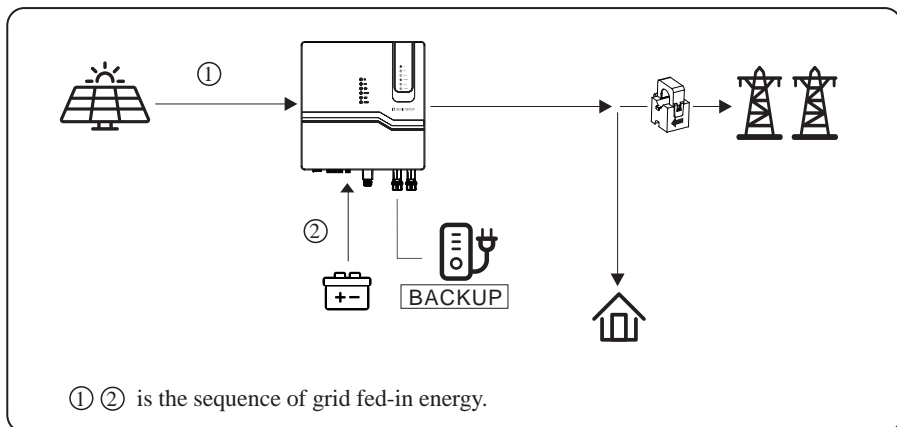 ①
②
+ -
BACKUP
① ② is the sequence of grid fed-in energy.